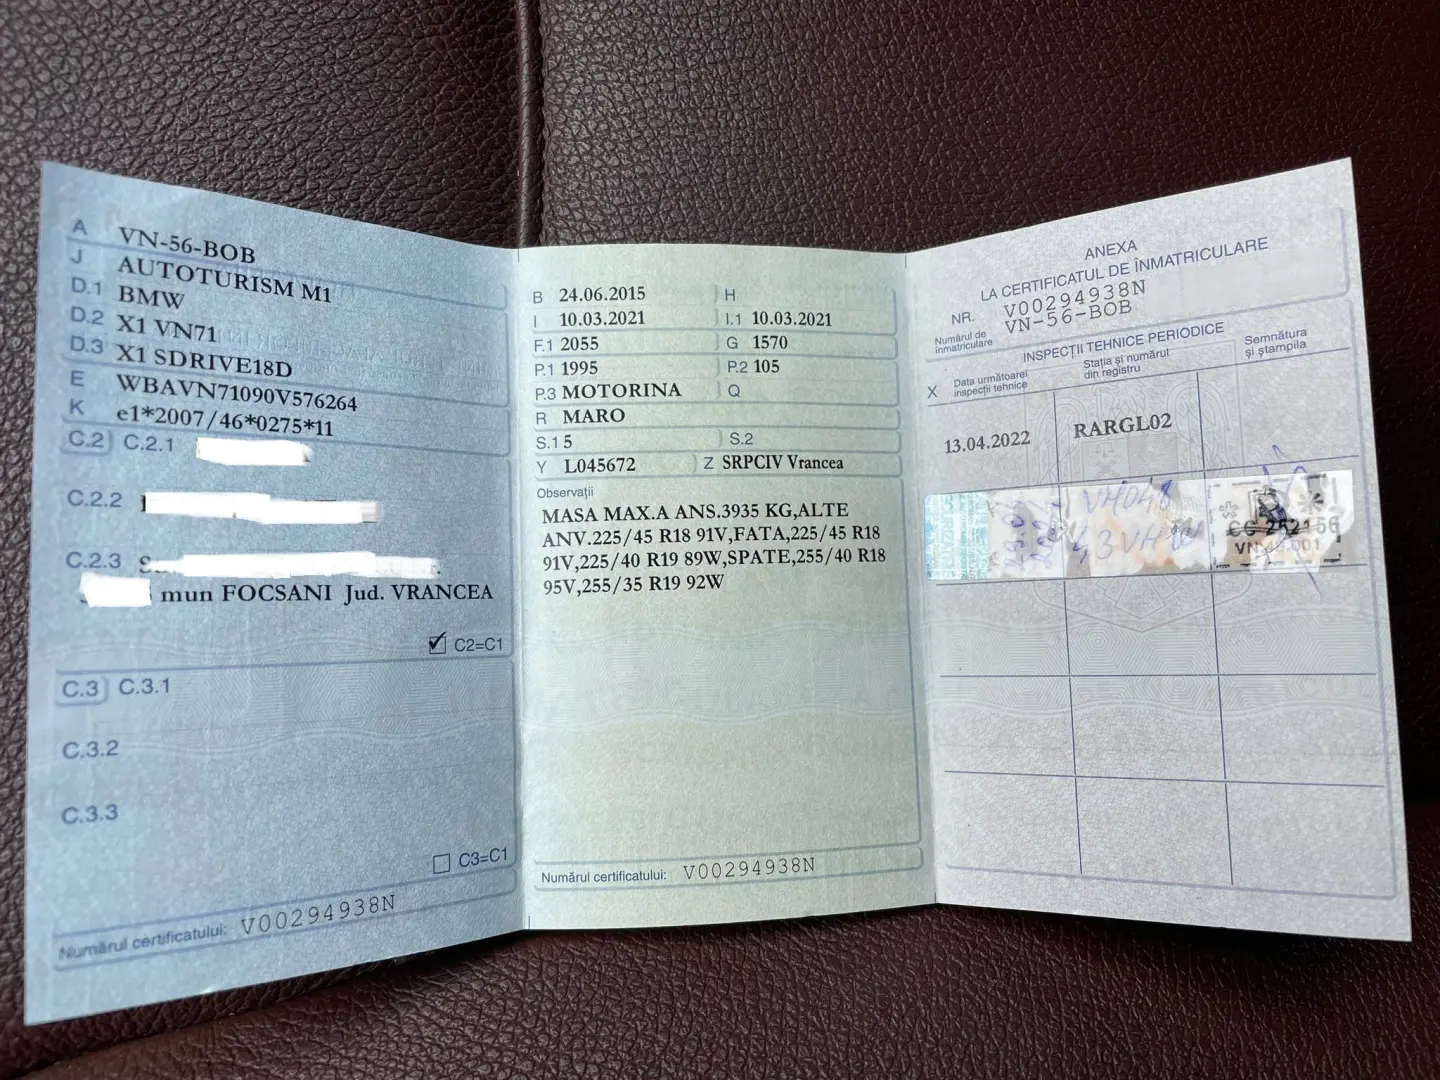 A VN-56-BOB
J AUTOTURISM M1
D.1 BMW
D.2 X1 VN71
D.3 X1 SDRIVE18D
E WBAVN71090V576264
K e1*2007/46*0275*11
C.2 C.2.1
C.2.2
C.2.3
mun FOCSANI Jud. VRANCEA
C2=C1
C.3 C.3.1
C.3.2
C.3.3
C3=C1
Numărul certificatului: V00294938N
B 24.06.2015 H
I 10.03.2021 I.1 10.03.2021
F.1 2055 G 1570
P.1 1995 P.2 105
P.3 MOTORINA Q
R MARO
S.1 5 S.2
Y L045672 Z SRPCIV Vrancea
Observații
MASA MAX.A ANS.3935 KG,ALTE
ANV.225/45 R18 91V,FATA,225/45 R18
91V,225/40 R19 89W,SPATE,255/40 R18
95V,255/35 R19 92W
Numărul certificatului: V00294938N
ANEXA
LA CERTIFICATUL DE ÎNMATRICULARE
NR. V00294938N
Numărul de înmatriculare VN-56-BOB
INSPECȚII TEHNICE PERIODICE
X Data următoarei inspecții tehnice Stația și numărul din registru Semnătura și ștampila
13.04.2022 RARGL02
VH048
CG 252156